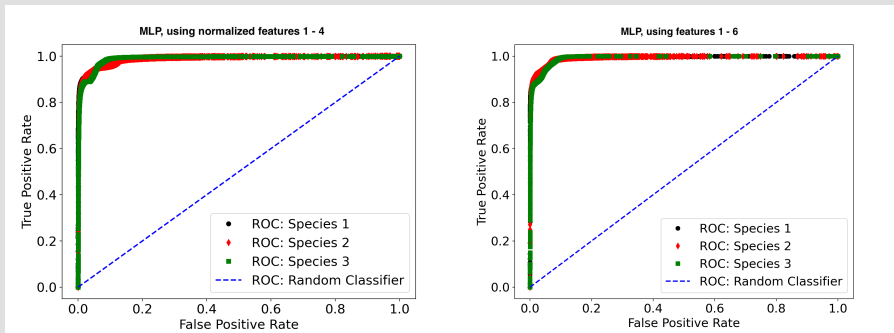 MLP, using normalized features 1 - 4
1.0
0.8
0.6
0.4
0.2
0.0
True Positive Rate
ROC: Species 1
ROC: Species 2
ROC: Species 3
ROC: Random Classifier
0.0 0.2 0.4 0.6 0.8 1.0
False Positive Rate
MLP, using features 1 - 6
1.0
0.8
0.6
0.4
0.2
0.0
True Positive Rate
ROC: Species 1
ROC: Species 2
ROC: Species 3
ROC: Random Classifier
0.0 0.2 0.4 0.6 0.8 1.0
False Positive Rate